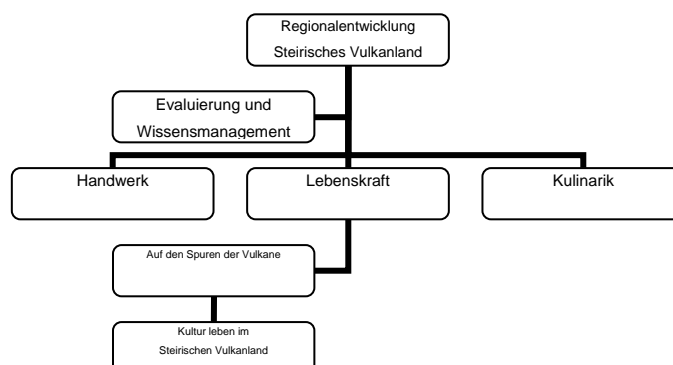 Regionalentwicklung
Steirisches Vulkanland
Evaluierung und
Wissensmanagement
Handwerk
Lebenskraft
Kulinarik
Auf den Spuren der Vulkane
Kultur leben im
Steirischen Vulkanland